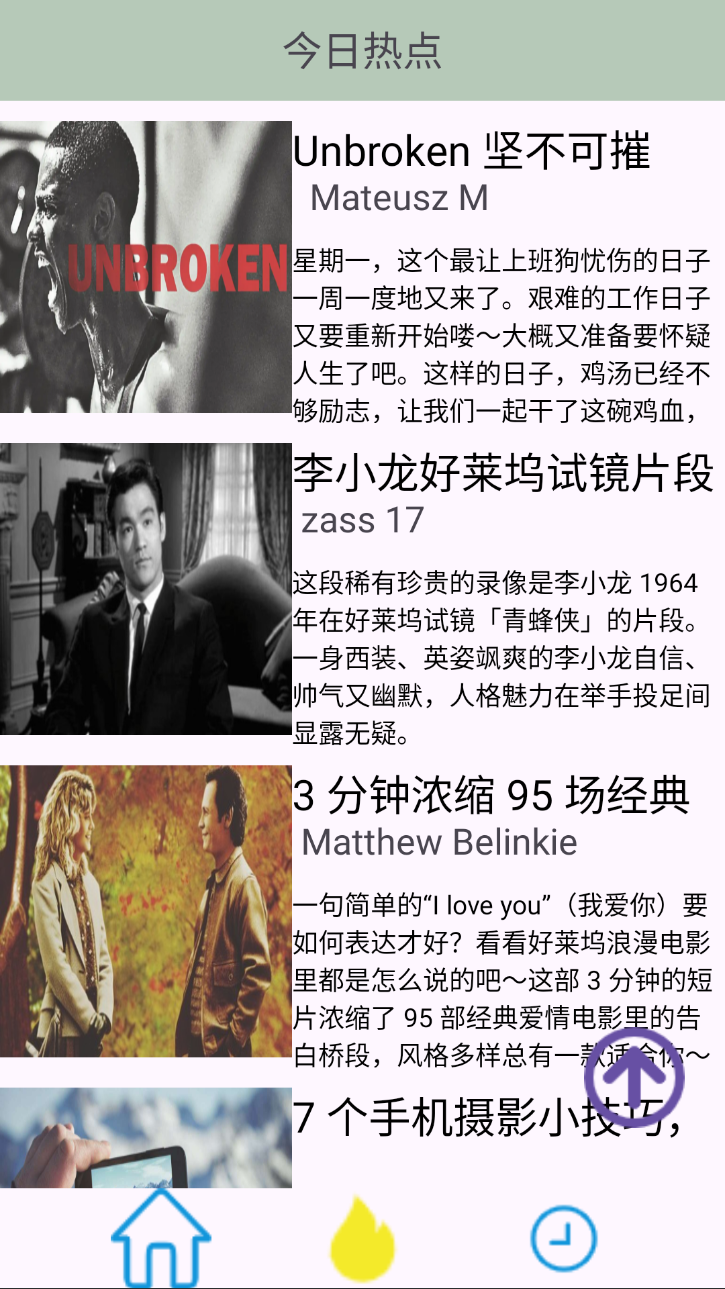 今日热点
UNBROKEN
Unbroken 坚不可摧
Mateusz M
星期一，这个最让上班狗忧伤的日子
一周一度地又来了。艰难的工作日子
又要重新开始喽～大概又准备要怀疑
人生了吧。这样的日子，鸡汤已经不
够励志，让我们一起干了这碗鸡血，
李小龙好莱坞试镜片段
zass 17
这段稀有珍贵的录像是李小龙 1964
年在好莱坞试镜「青蜂侠」的片段。
一身西装、英姿飒爽的李小龙自信、
帅气又幽默，人格魅力在举手投足间
显露无疑。
3 分钟浓缩 95 场经典
Matthew Belinkie
一句简单的“I love you”（我爱你）要
如何表达才好？看看好莱坞浪漫电影
里都是怎么说的吧～这部 3 分钟的短
片浓缩了 95 部经典爱情电影里的告
白桥段，风格多样总有一款适合你～
7 个手机摄影小技巧，